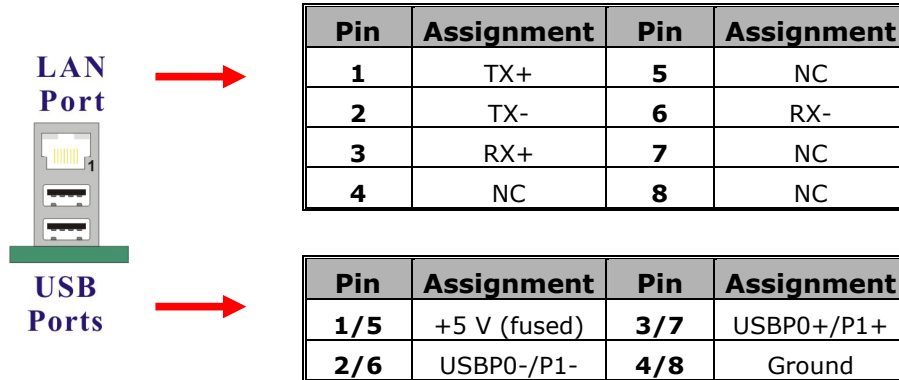 Pin Assignment Pin Assignment
1 TX+ 5 NC
2 TX- 6 RX-
3 RX+ 7 NC
4 NC 8 NC
LAN
Port
1
USB
Ports
Pin Assignment Pin Assignment
1/5 +5 V (fused) 3/7 USBP0+/P1+
2/6 USBP0-/P1- 4/8 Ground